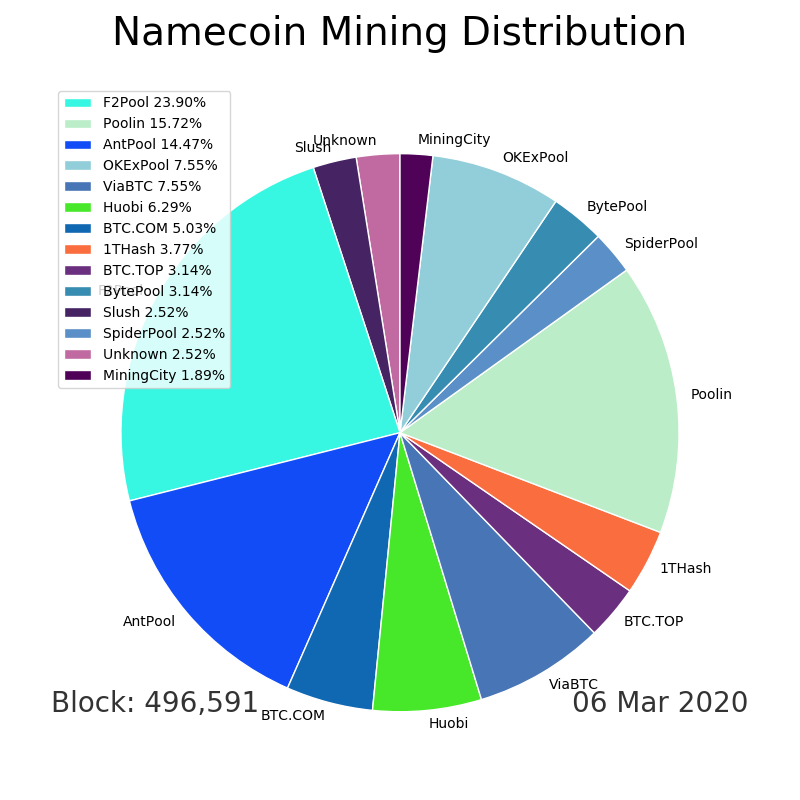 Namecoin Mining Distribution
F2Pool 23.90%
Poolin 15.72%
AntPool 14.47%
OKExPool 7.55%
ViaBTC 7.55%
Huobi 6.29%
BTC.COM 5.03%
1THash 3.77%
BTC.TOP 3.14%
BytePool 3.14%
Slush 2.52%
SpiderPool 2.52%
Unknown 2.52%
MiningCity 1.89%
Slush
Unknown
MiningCity
OKExPool
BytePool
SpiderPool
Poolin
1THash
BTC.TOP
ViaBTC
Huobi
BTC.COM
AntPool
Block: 496,591
06 Mar 2020